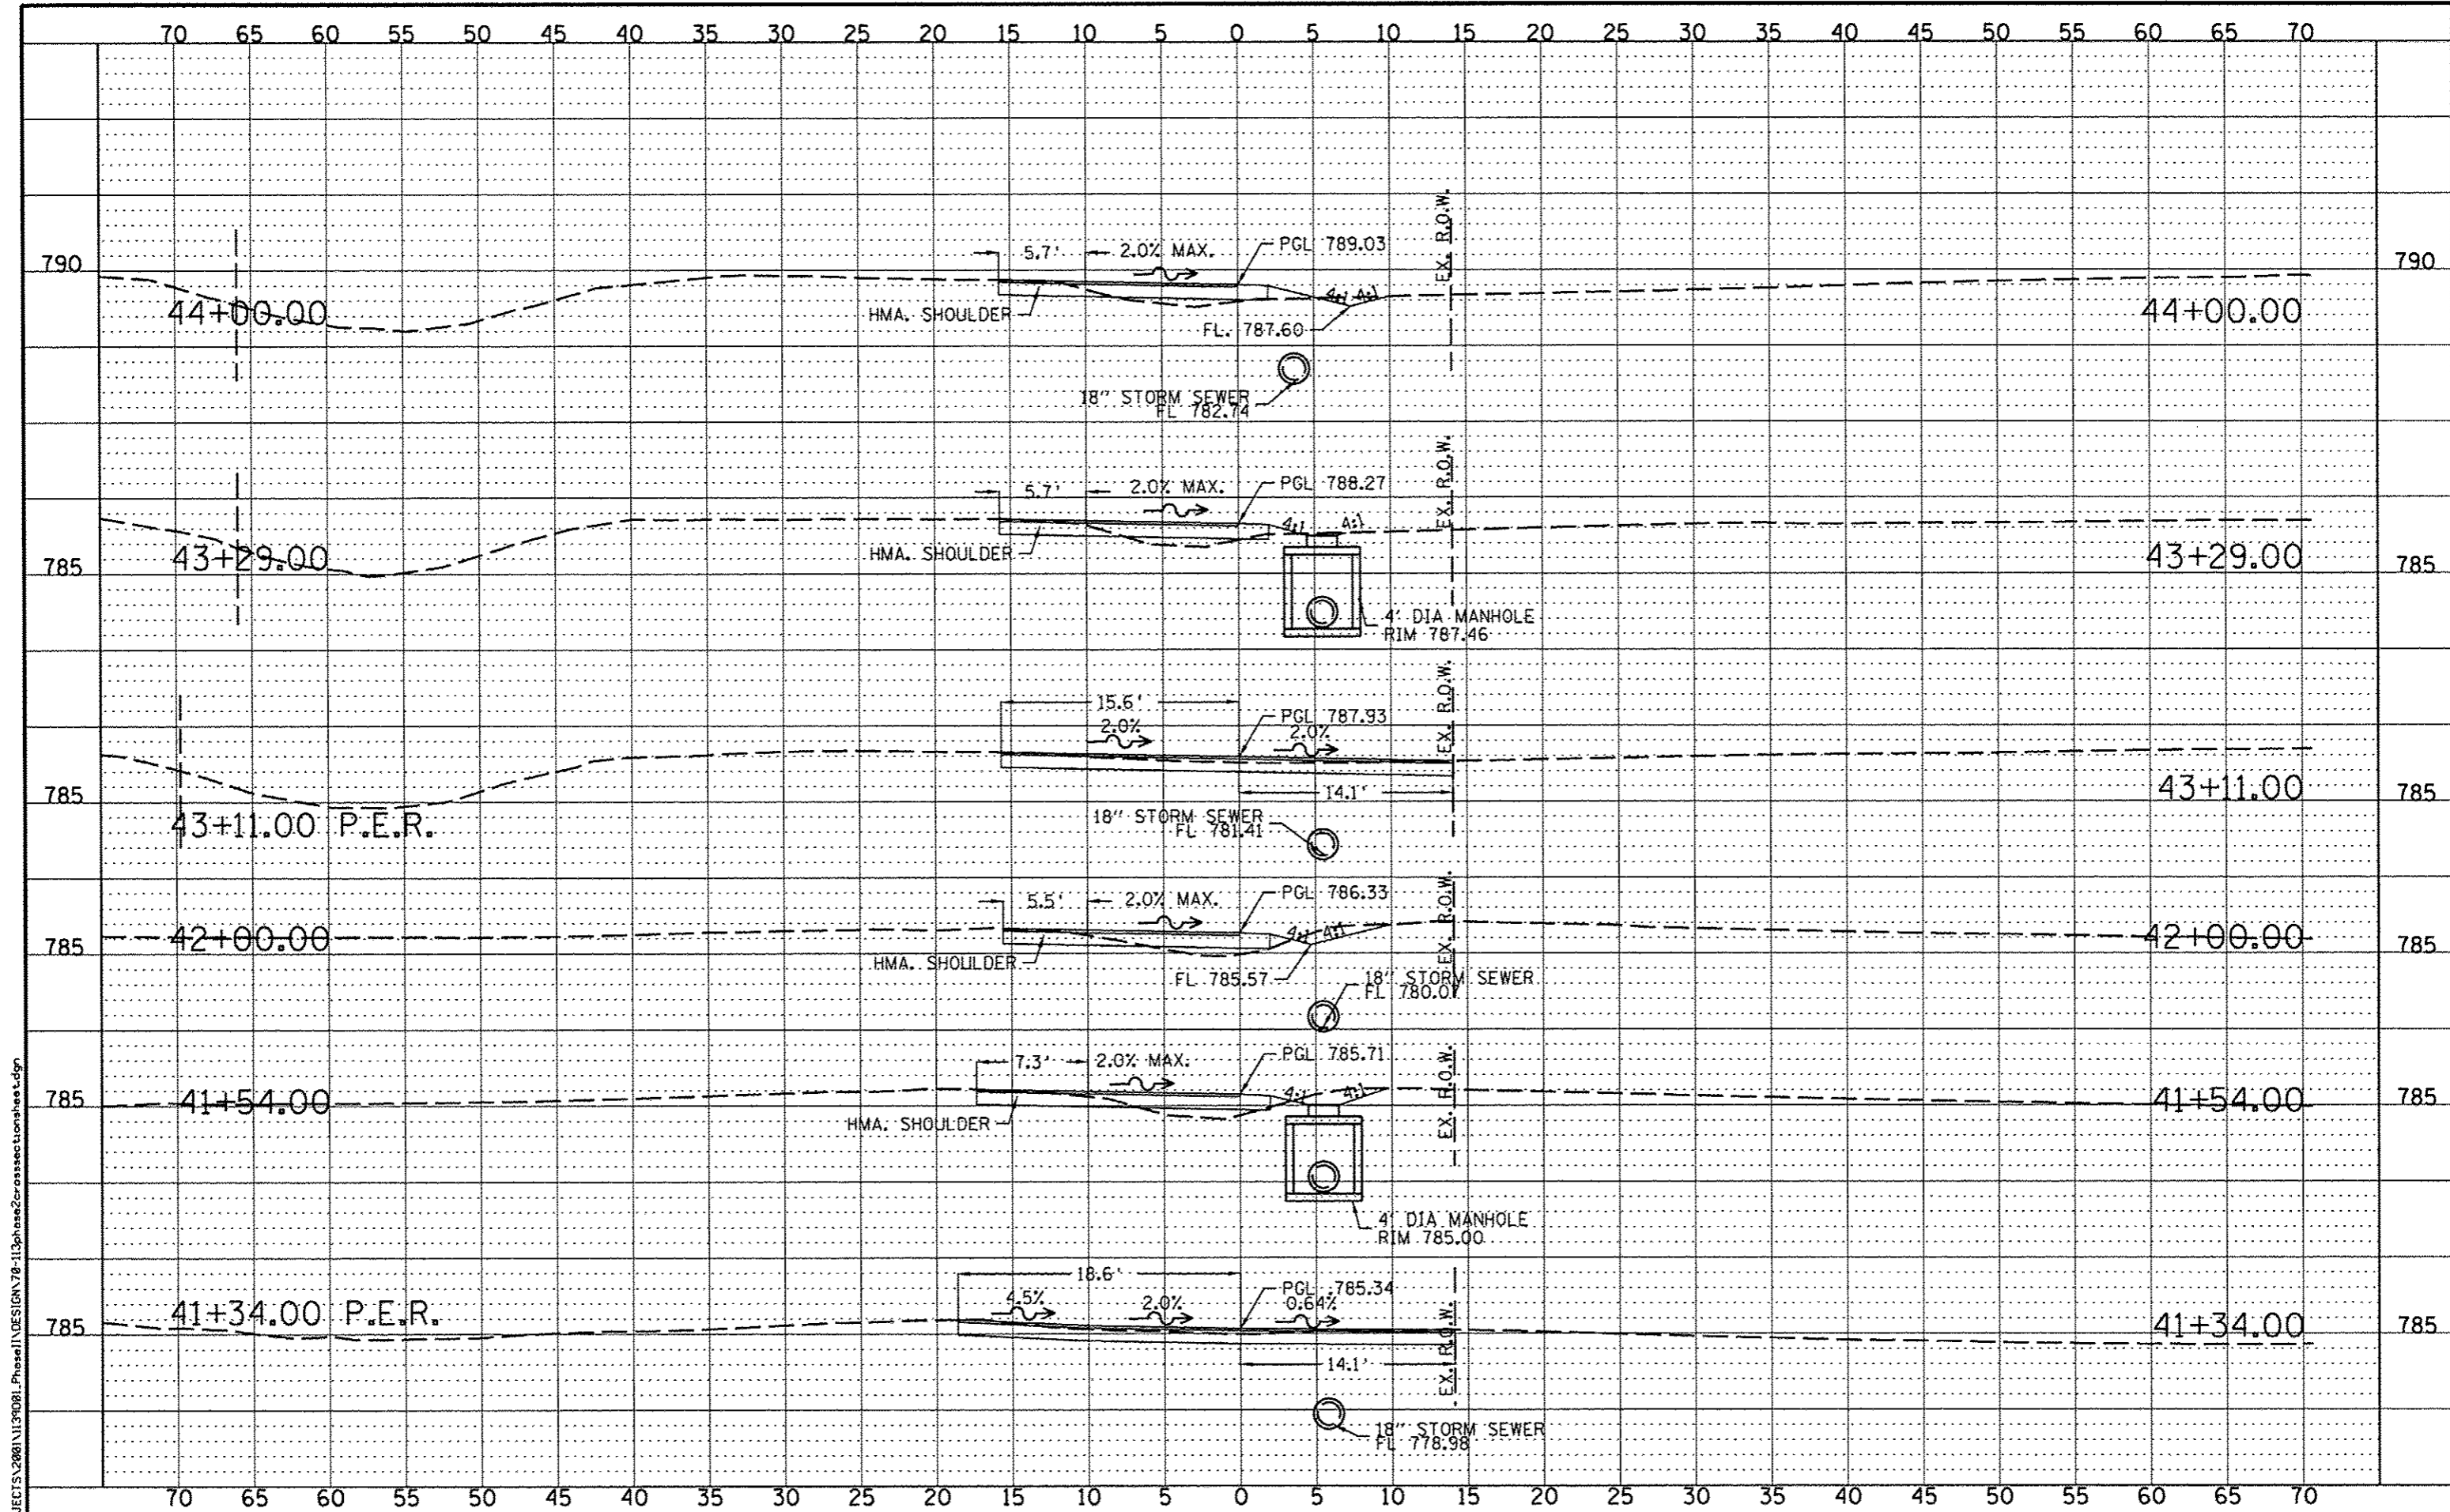 70 65 60 55 50 45 40 35 30 25 20 15 10 5 0 5 10 15 20 25 30 35 40 45 50 55 60 65 70
EX. R.O.W.
5.7' 2.0% MAX. PGL 789.03
790 790
4:1 4:1
44+00.00 HMA. SHOULDER 44+00.00
FL. 787.60
18" STORM SEWER
FL 782.74
EX. R.O.W.
5.7' 2.0% MAX. PGL 788.27
4:1 4:1
43+29.00 HMA. SHOULDER 43+29.00
785 785
4' DIA MANHOLE
RIM 787.46
EX. R.O.W.
15.6'
2.0% PGL 787.93
2.0%
785 14.1' 43+11.00 785
43+11.00 P.E.R. 18" STORM SEWER
FL 781.41
EX. R.O.W.
5.5' 2.0% MAX. PGL 786.33
4:1 4:1
42+00.00 42+00.00
785 785
HMA. SHOULDER
FL 785.57 18" STORM SEWER
FL 780.07
EX. R.O.W.
7.3' 2.0% MAX. PGL 785.71
4:1 4:1
785 41+54.00 41+54.00 785
HMA. SHOULDER
4' DIA MANHOLE
RIM 785.00
18.6'
4.5% 2.0% PGL 785.34
0.64%
41+34.00 P.E.R. 41+34.00
785 785
EX. R.O.W.
14.1'
18" STORM SEWER
FL 778.98
70 65 60 55 50 45 40 35 30 25 20 15 10 5 0 5 10 15 20 25 30 35 40 45 50 55 60 65 70